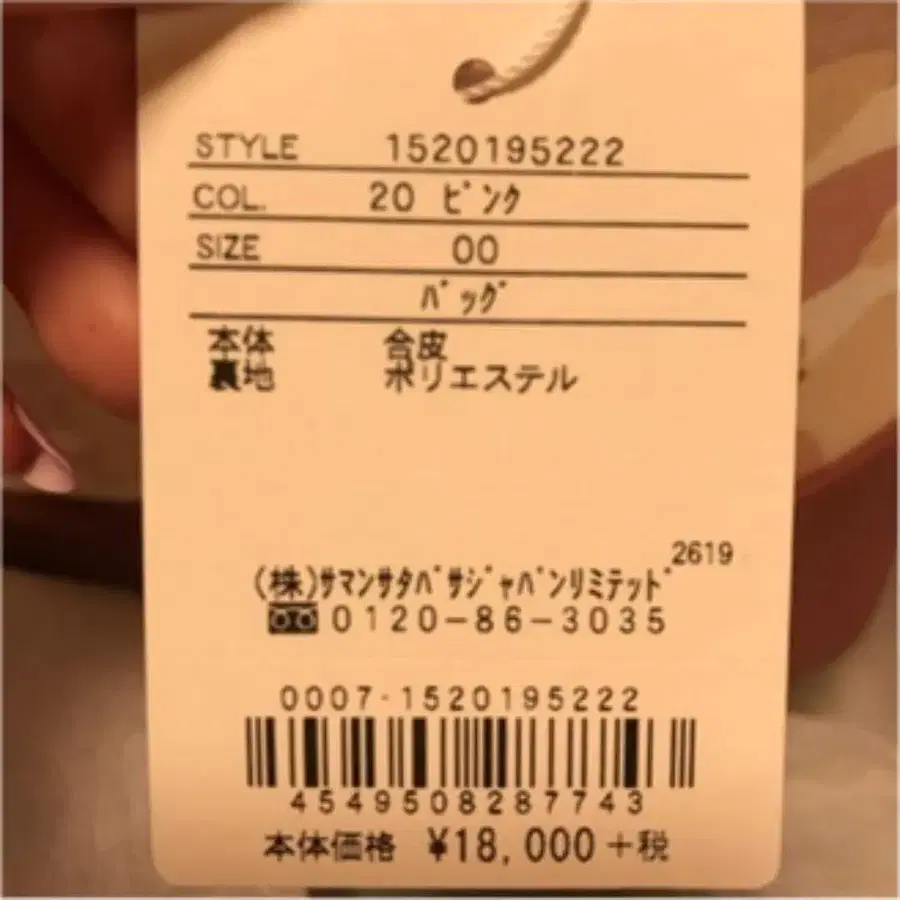 STYLE 1520195222
COL. 20 ﾋﾟﾝｸ
SIZE 00
ﾊﾞｯｸﾞ
本体 合皮
裏地 ポリエステル
2619
(株)ｻﾏﾝｻﾀﾊﾞｻｼﾞｬﾊﾟﾝﾘﾐﾃｯﾄﾞ
0120-86-3035
0007-1520195222
4549508287743
本体価格 ¥18,000+税